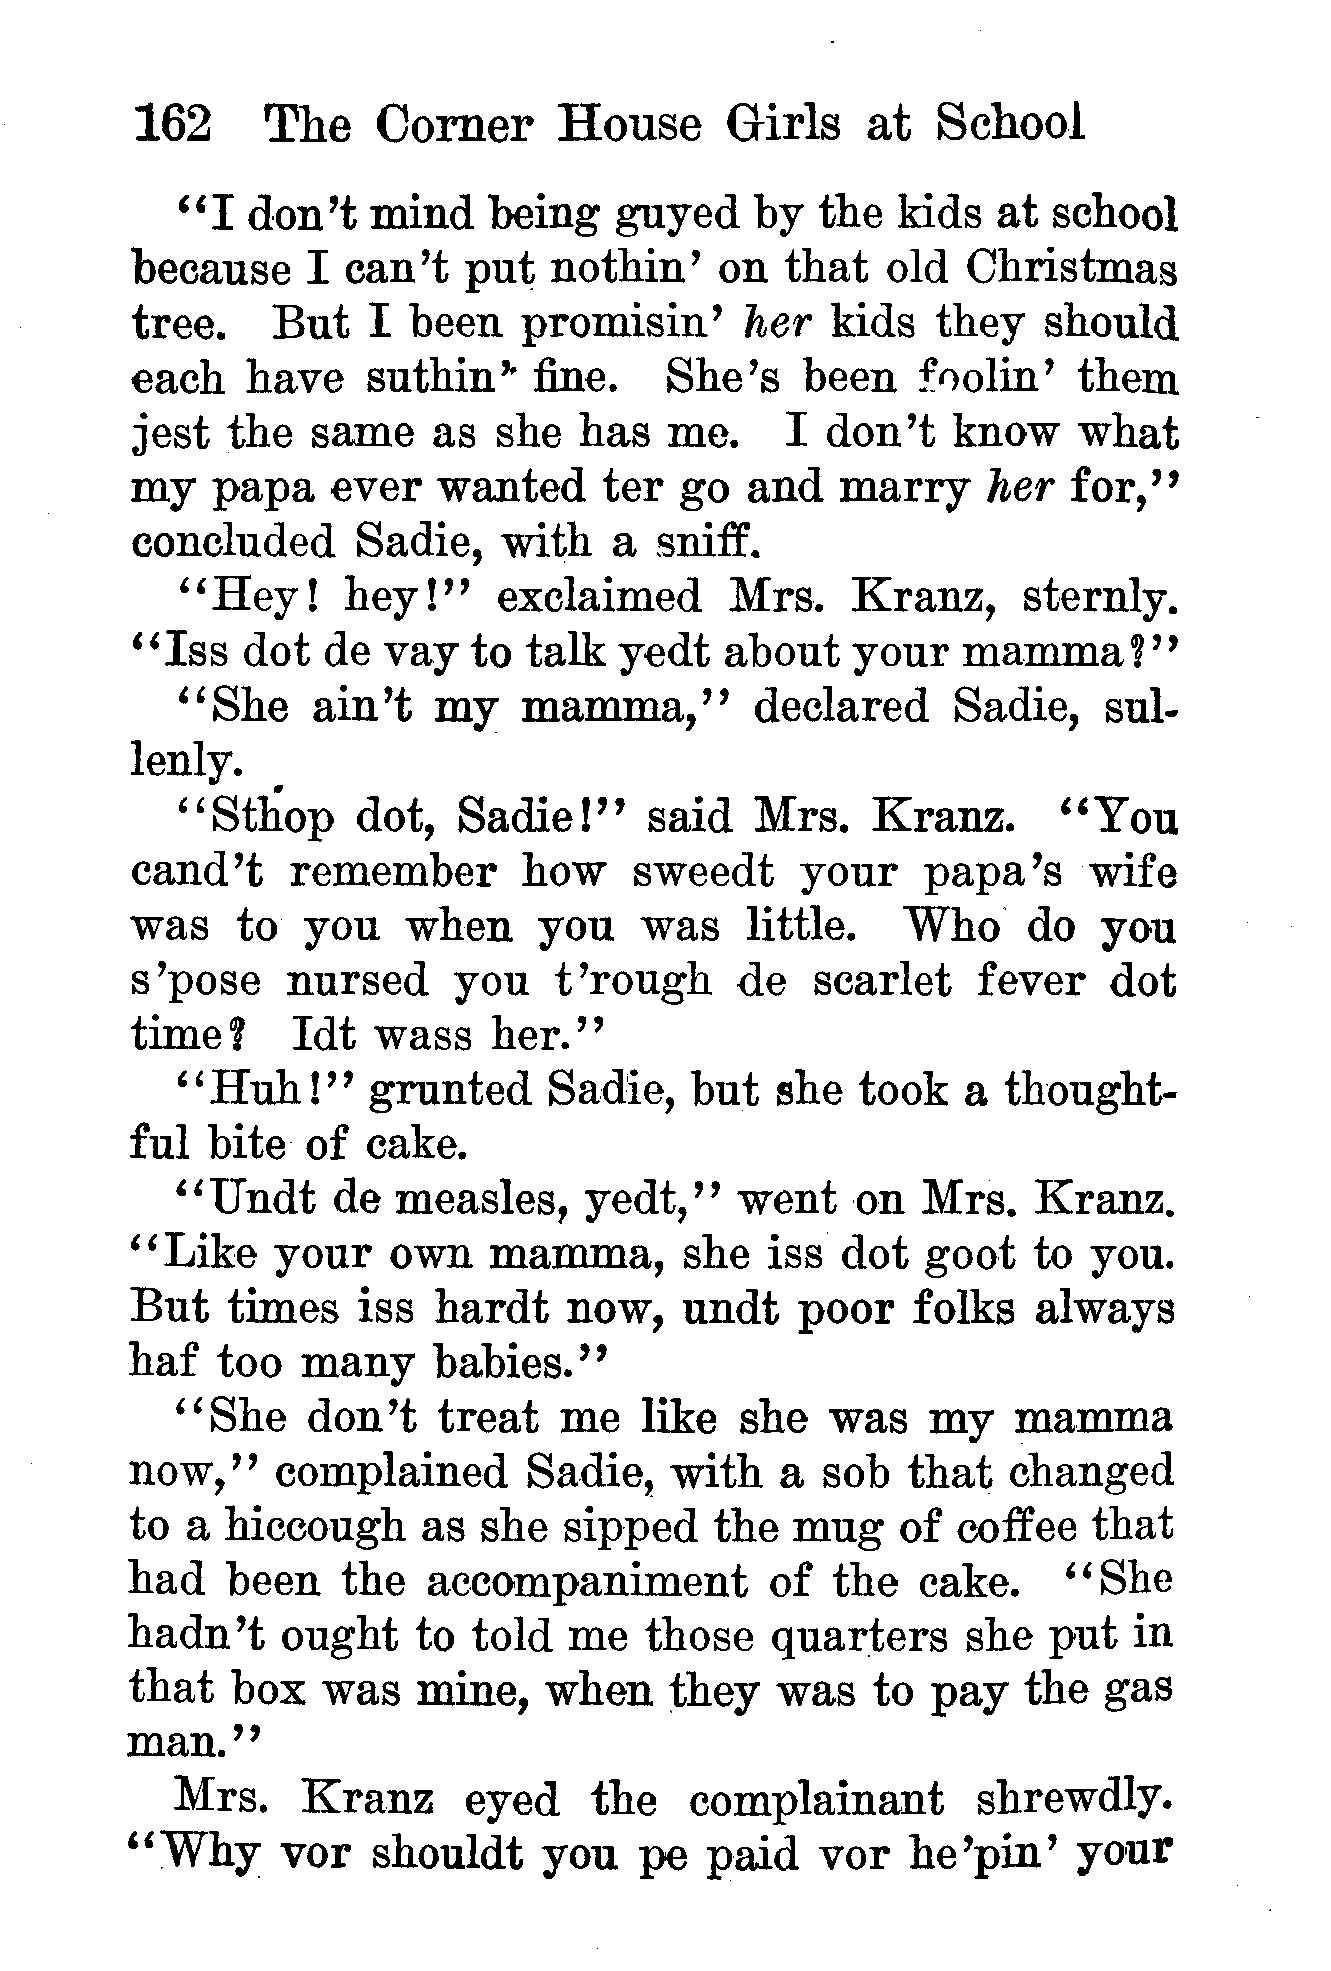 162 The Corner House Girls at School
"I don't mind being guyed by the kids at school
because I can't put nothin' on that old Christmas
tree. But I been promisin' her kids they should
each have suthin' fine. She's been foolin' them
jest the same as she has me. I don't know what
my papa ever wanted ter go and marry her for,"
concluded Sadie, with a sniff.
"Hey! hey!" exclaimed Mrs. Kranz, sternly.
"Iss dot de vay to talk yedt about your mamma?"
"She ain't my mamma," declared Sadie, sul-
lenly.
"Sthop dot, Sadie!" said Mrs. Kranz. "You
cand't remember how sweedt your papa's wife
was to you when you was little. Who do you
s'pose nursed you t'rough de scarlet fever dot
time? Idt wass her."
"Huh!" grunted Sadie, but she took a thought-
ful bite of cake.
"Undt de measles, yedt," went on Mrs. Kranz.
"Like your own mamma, she iss dot goot to you.
But times iss hardt now, undt poor folks always
haf too many babies."
"She don't treat me like she was my mamma
now," complained Sadie, with a sob that changed
to a hiccough as she sipped the mug of coffee that
had been the accompaniment of the cake. "She
hadn't ought to told me those quarters she put in
that box was mine, when they was to pay the gas
man."
Mrs. Kranz eyed the complainant shrewdly.
"Why vor shouldt you pe paid vor he'pin' your